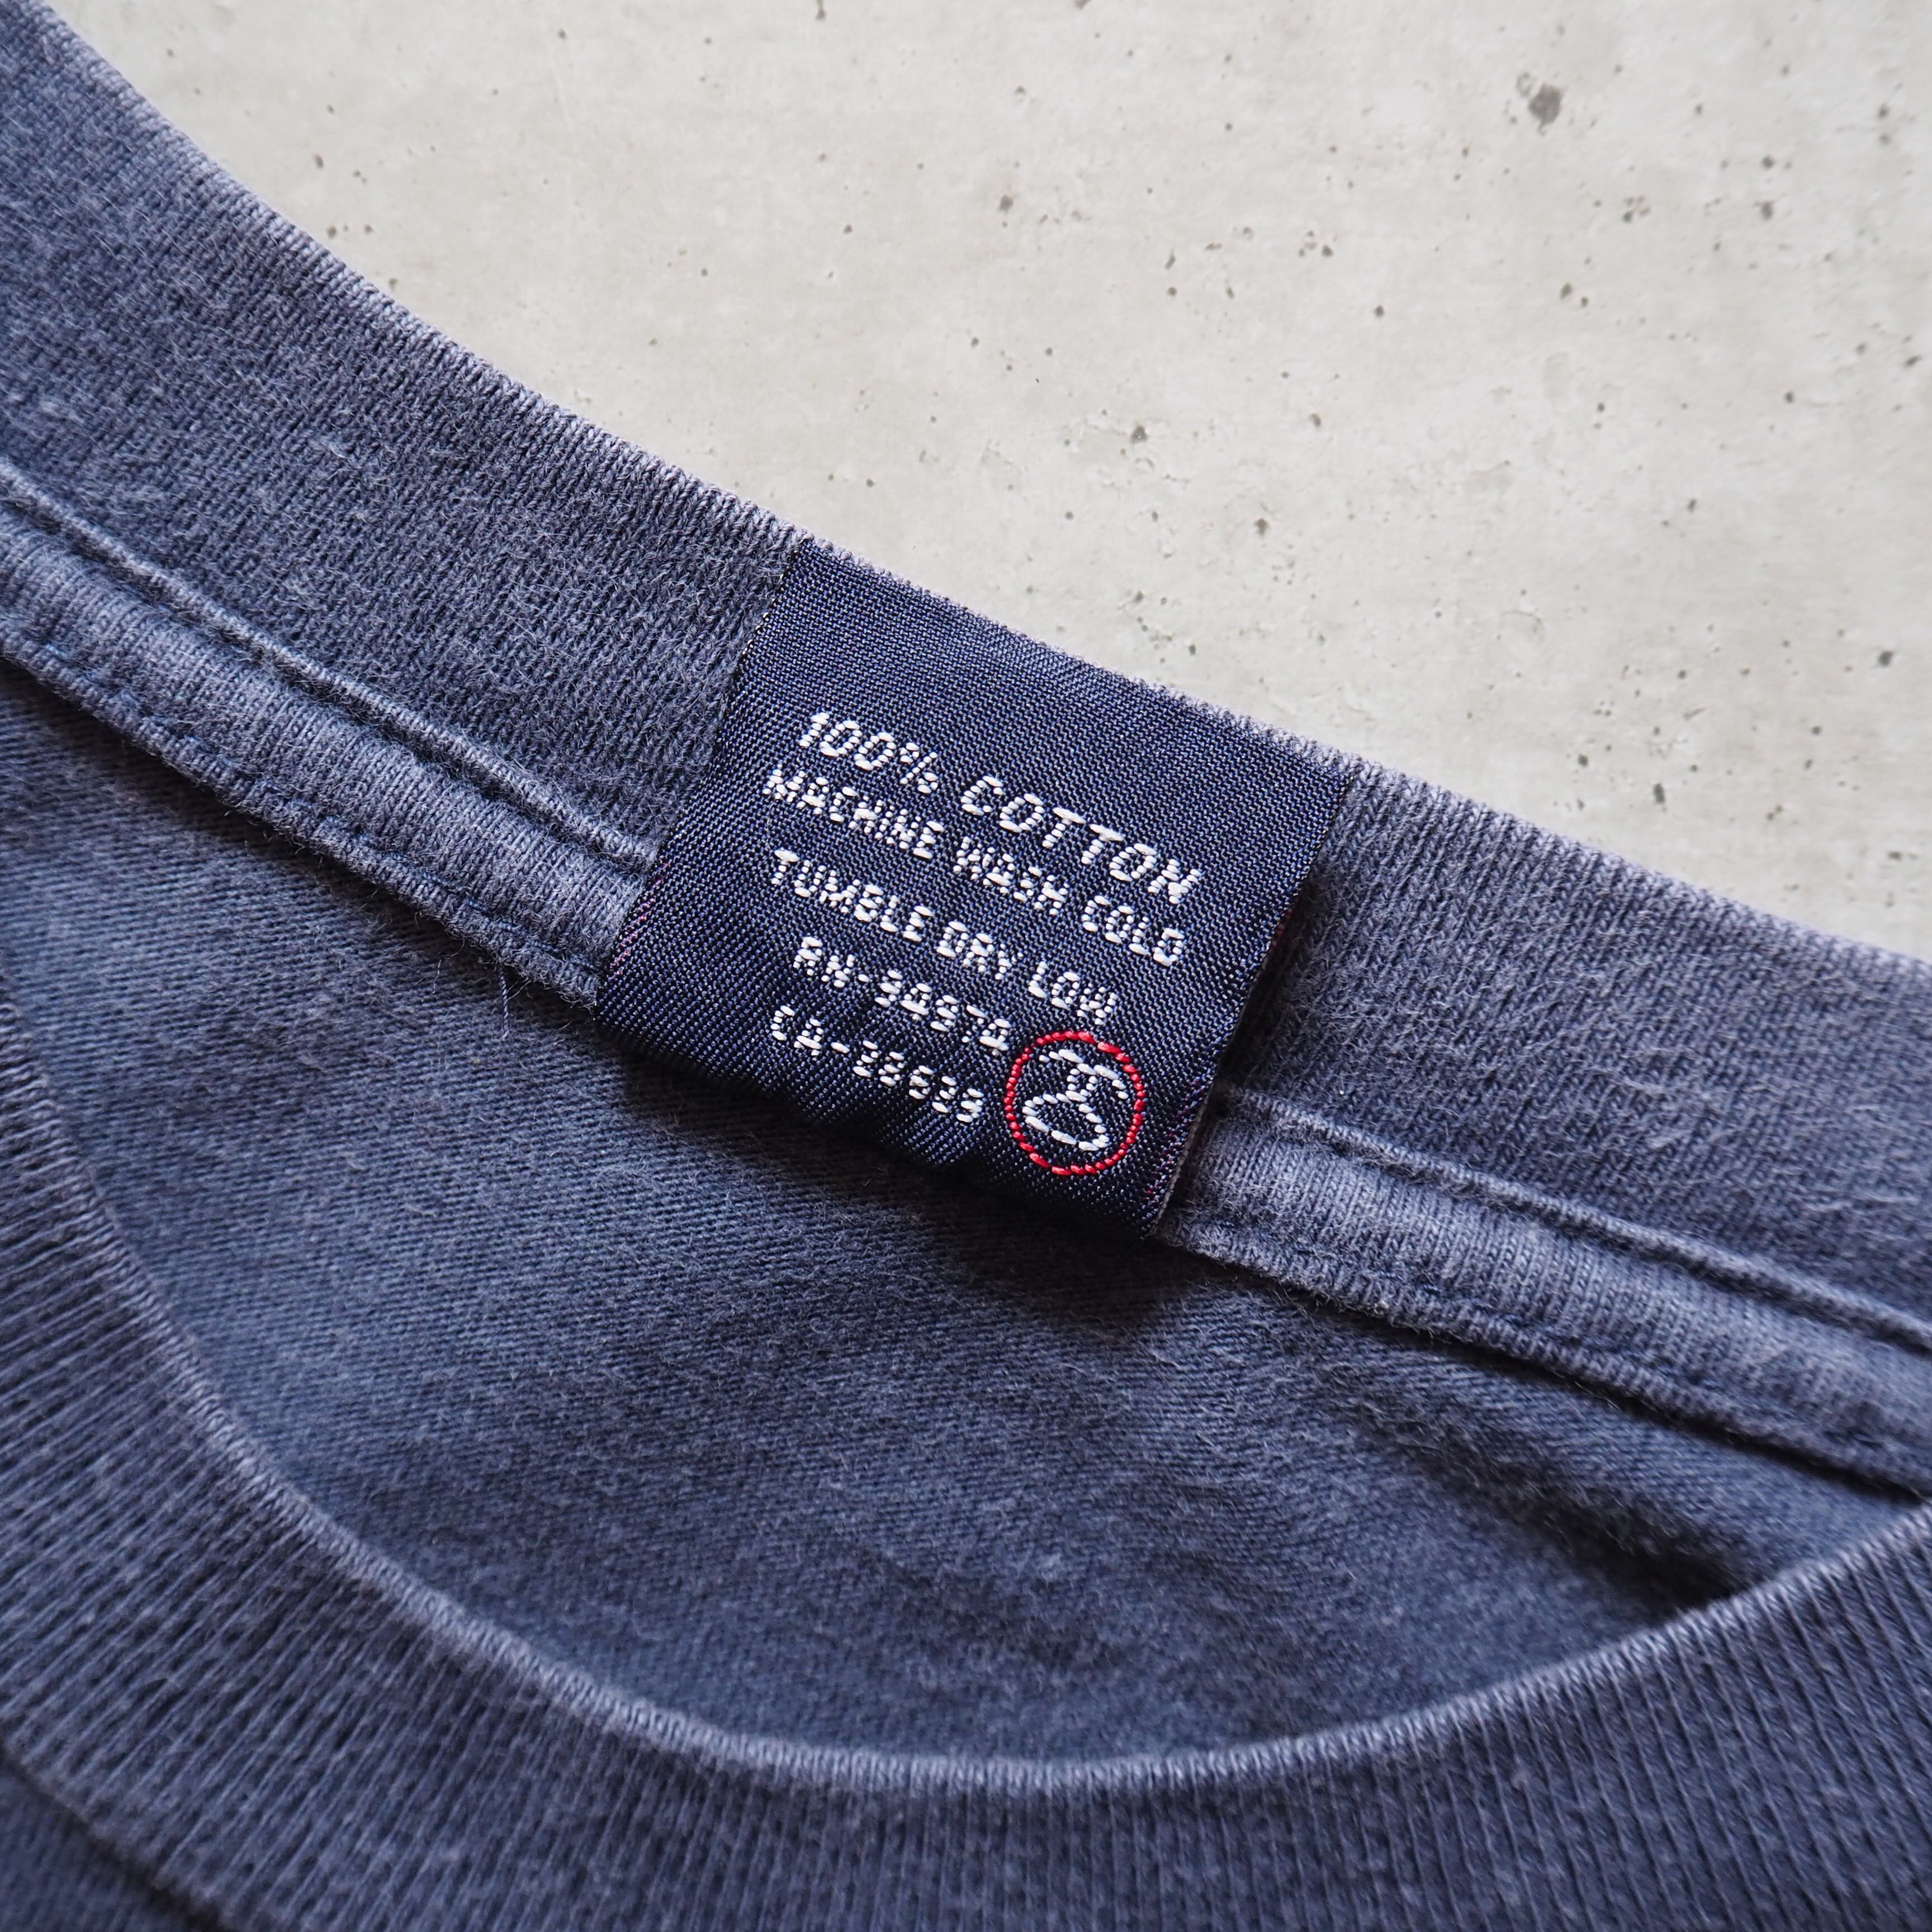 100% COTTON
MACHINE WASH COLD
TUMBLE DRY LOW